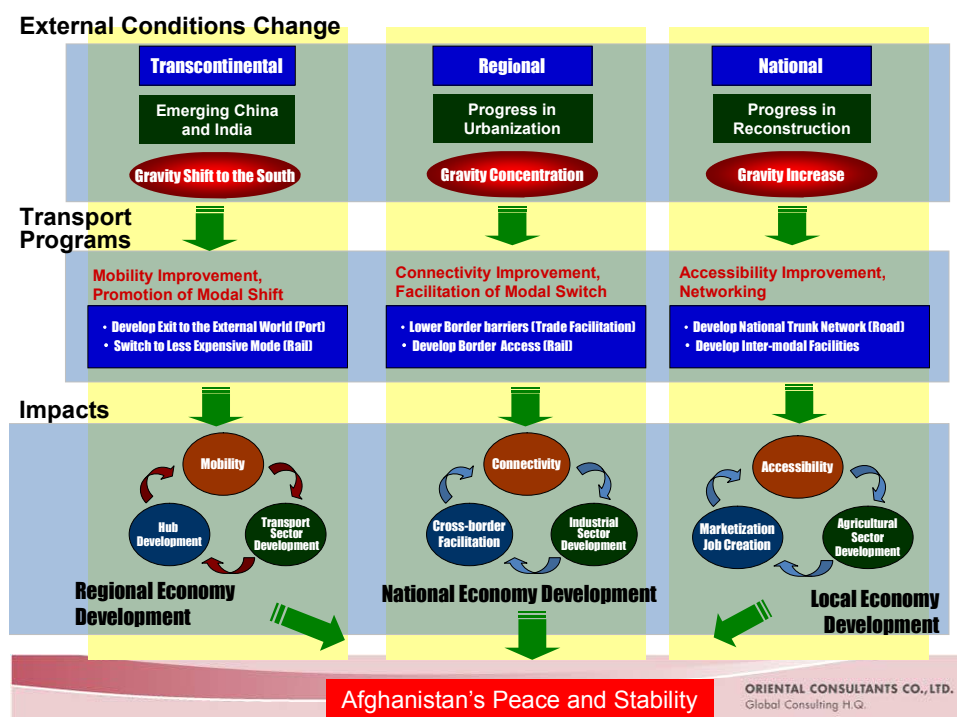 External Conditions Change
Transcontinental
Emerging China
and India
Gravity Shift to the South
Regional
Progress in
Urbanization
Gravity Concentration
National
Progress in
Reconstruction
Gravity Increase
Transport
Programs
Mobility Improvement,
Promotion of Modal Shift
• Develop Exit to the External World (Port)
• Switch to Less Expensive Mode (Rail)
Connectivity Improvement,
Facilitation of Modal Switch
• Lower Border barriers (Trade Facilitation)
• Develop Border Access (Rail)
Accessibility Improvement,
Networking
• Develop National Trunk Network (Road)
• Develop Inter-modal Facilities
Impacts
Mobility
Hub
Development
Transport
Sector
Development
Regional Economy
Development
Connectivity
Cross-border
Facilitation
Industrial
Sector
Development
National Economy Development
Accessibility
Marketization
Job Creation
Agricultural
Sector
Development
Local Economy
Development
Afghanistan's Peace and Stability
ORIENTAL CONSULTANTS CO., LTD.
Global Consulting H.Q.